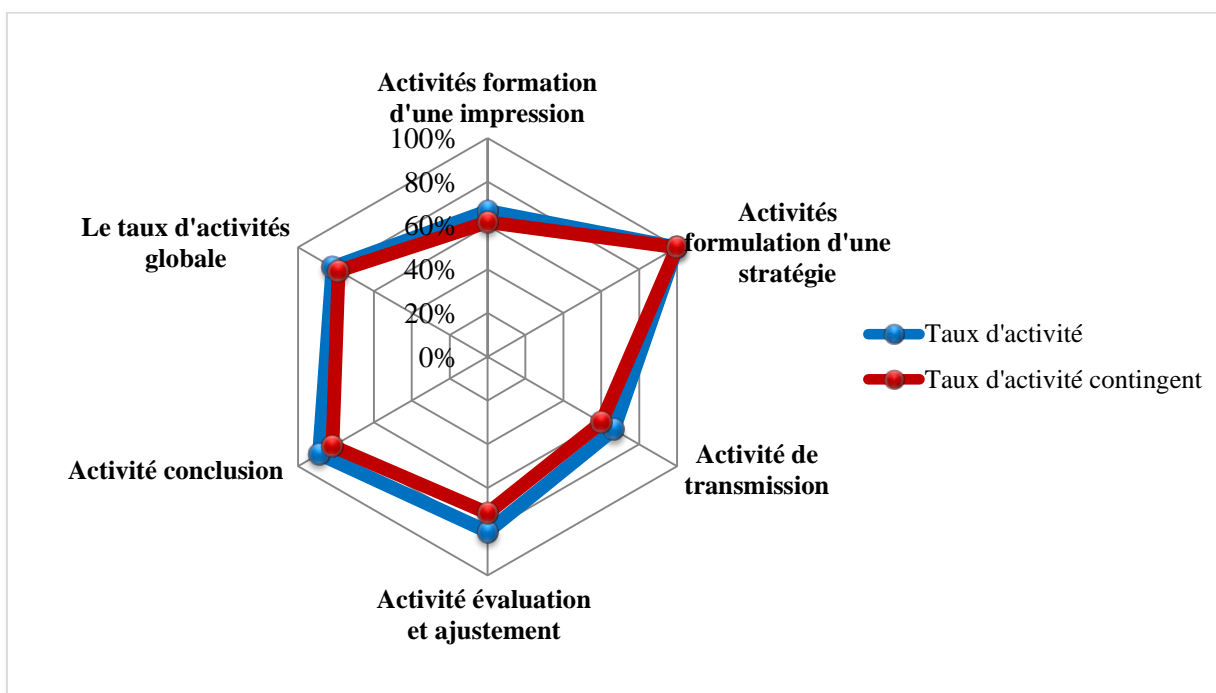 Activités formation
d'une impression
100%
80%
60%
40%
20%
0%
Activités
formulation d'une
stratégie
Activité de
transmission
Activité évaluation
et ajustement
Activité conclusion
Le taux d'activités
globale
Taux d'activité
Taux d'activité contingent